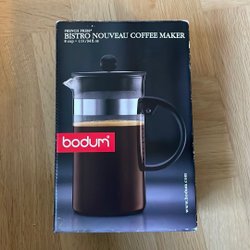 FRENCH PRESS
BISTRO NOUVEAU COFFEE MAKER
bodum®
www.bodum.com